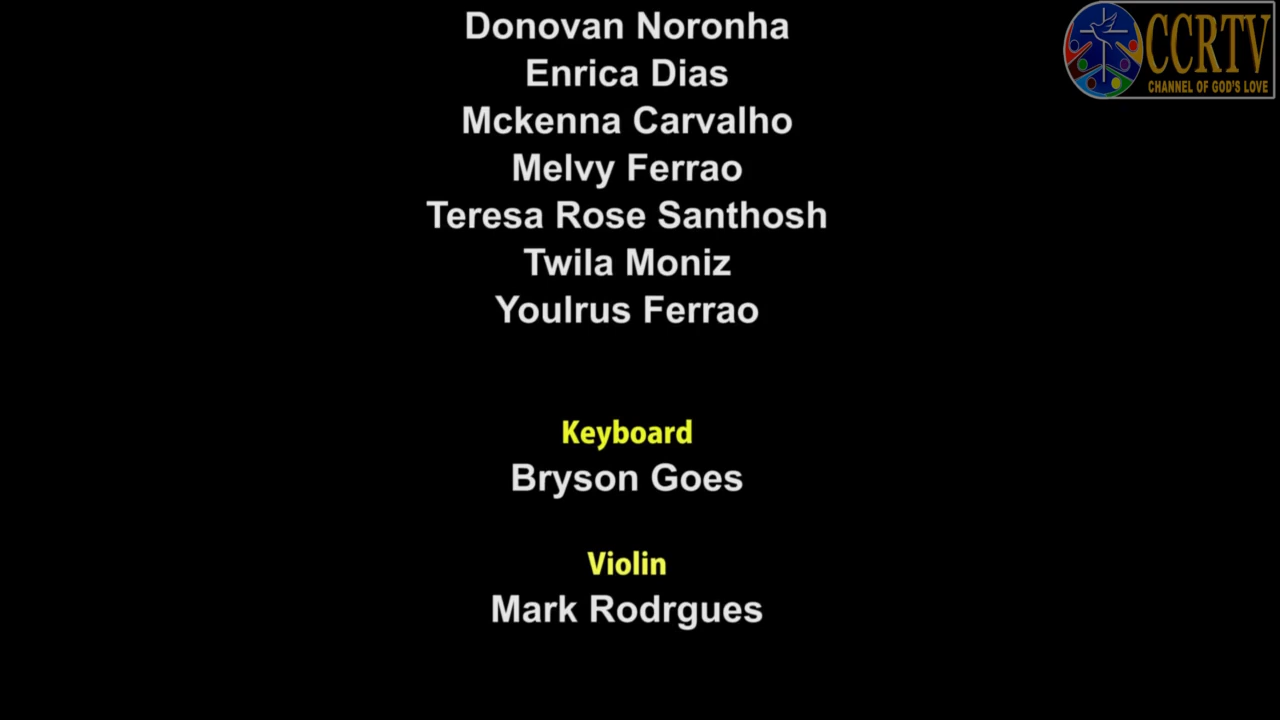 Donovan Noronha
Enrica Dias
Mckenna Carvalho
Melvy Ferrao
Teresa Rose Santhosh
Twila Moniz
Youlrus Ferrao
Keyboard
Bryson Goes
Violin
Mark Rodrgues
CCRTV
CHANNEL OF GOD'S LOVE